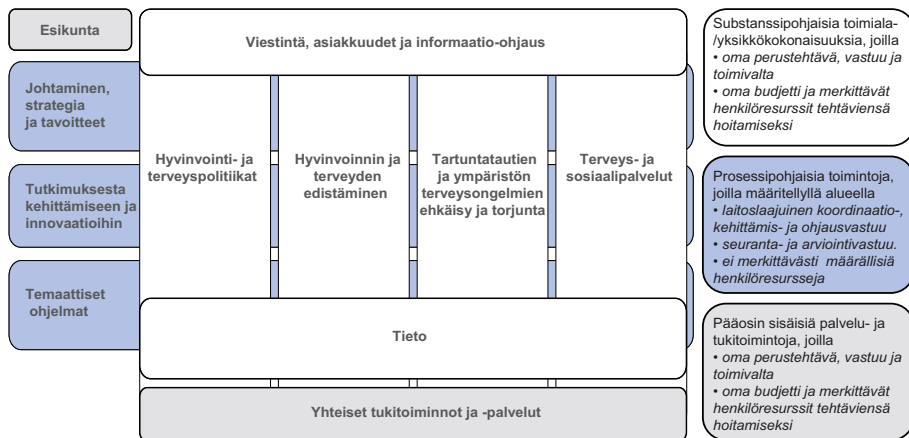 Esikunta
Viestintä, asiakkuudet ja informaatio-ohjaus
Johtaminen,
strategia
ja tavoitteet
Tutkimuksesta
kehittämiseen ja
innovaatioihin
Temaattiset
ohjelmat
Hyvinvointi- ja
terveyspolitiikat
Hyvinvoinnin ja
terveyden
edistäminen
Tartuntatautien
ja ympäristön
terveysongelmien
ehkäisy ja torjunta
Terveys- ja
sosiaalipalvelut
Tieto
Yhteiset tukitoiminnot ja -palvelut
Substanssipohjaisia toimiala-
/yksikkökokonaisuuksia, joilla
• oma perustehtävä, vastuu ja
toimivalta
• oma budjetti ja merkittävät
henkilöresurssit tehtäviensä
hoitamiseksi
Prosessipohjaisia toimintoja,
joilla määritellyllä alueella
• laitoslaajuinen koordinaatio-,
kehittämis- ja ohjausvastuu
• seuranta- ja arviointivastuu.
• ei merkittävästi määrällisiä
henkilöresursseja
Pääosin sisäisiä palvelu- ja
tukitoimintoja, joilla
• oma perustehtävä, vastuu ja
toimivalta
• oma budjetti ja merkittävät
henkilöresurssit tehtäviensä
hoitamiseksi